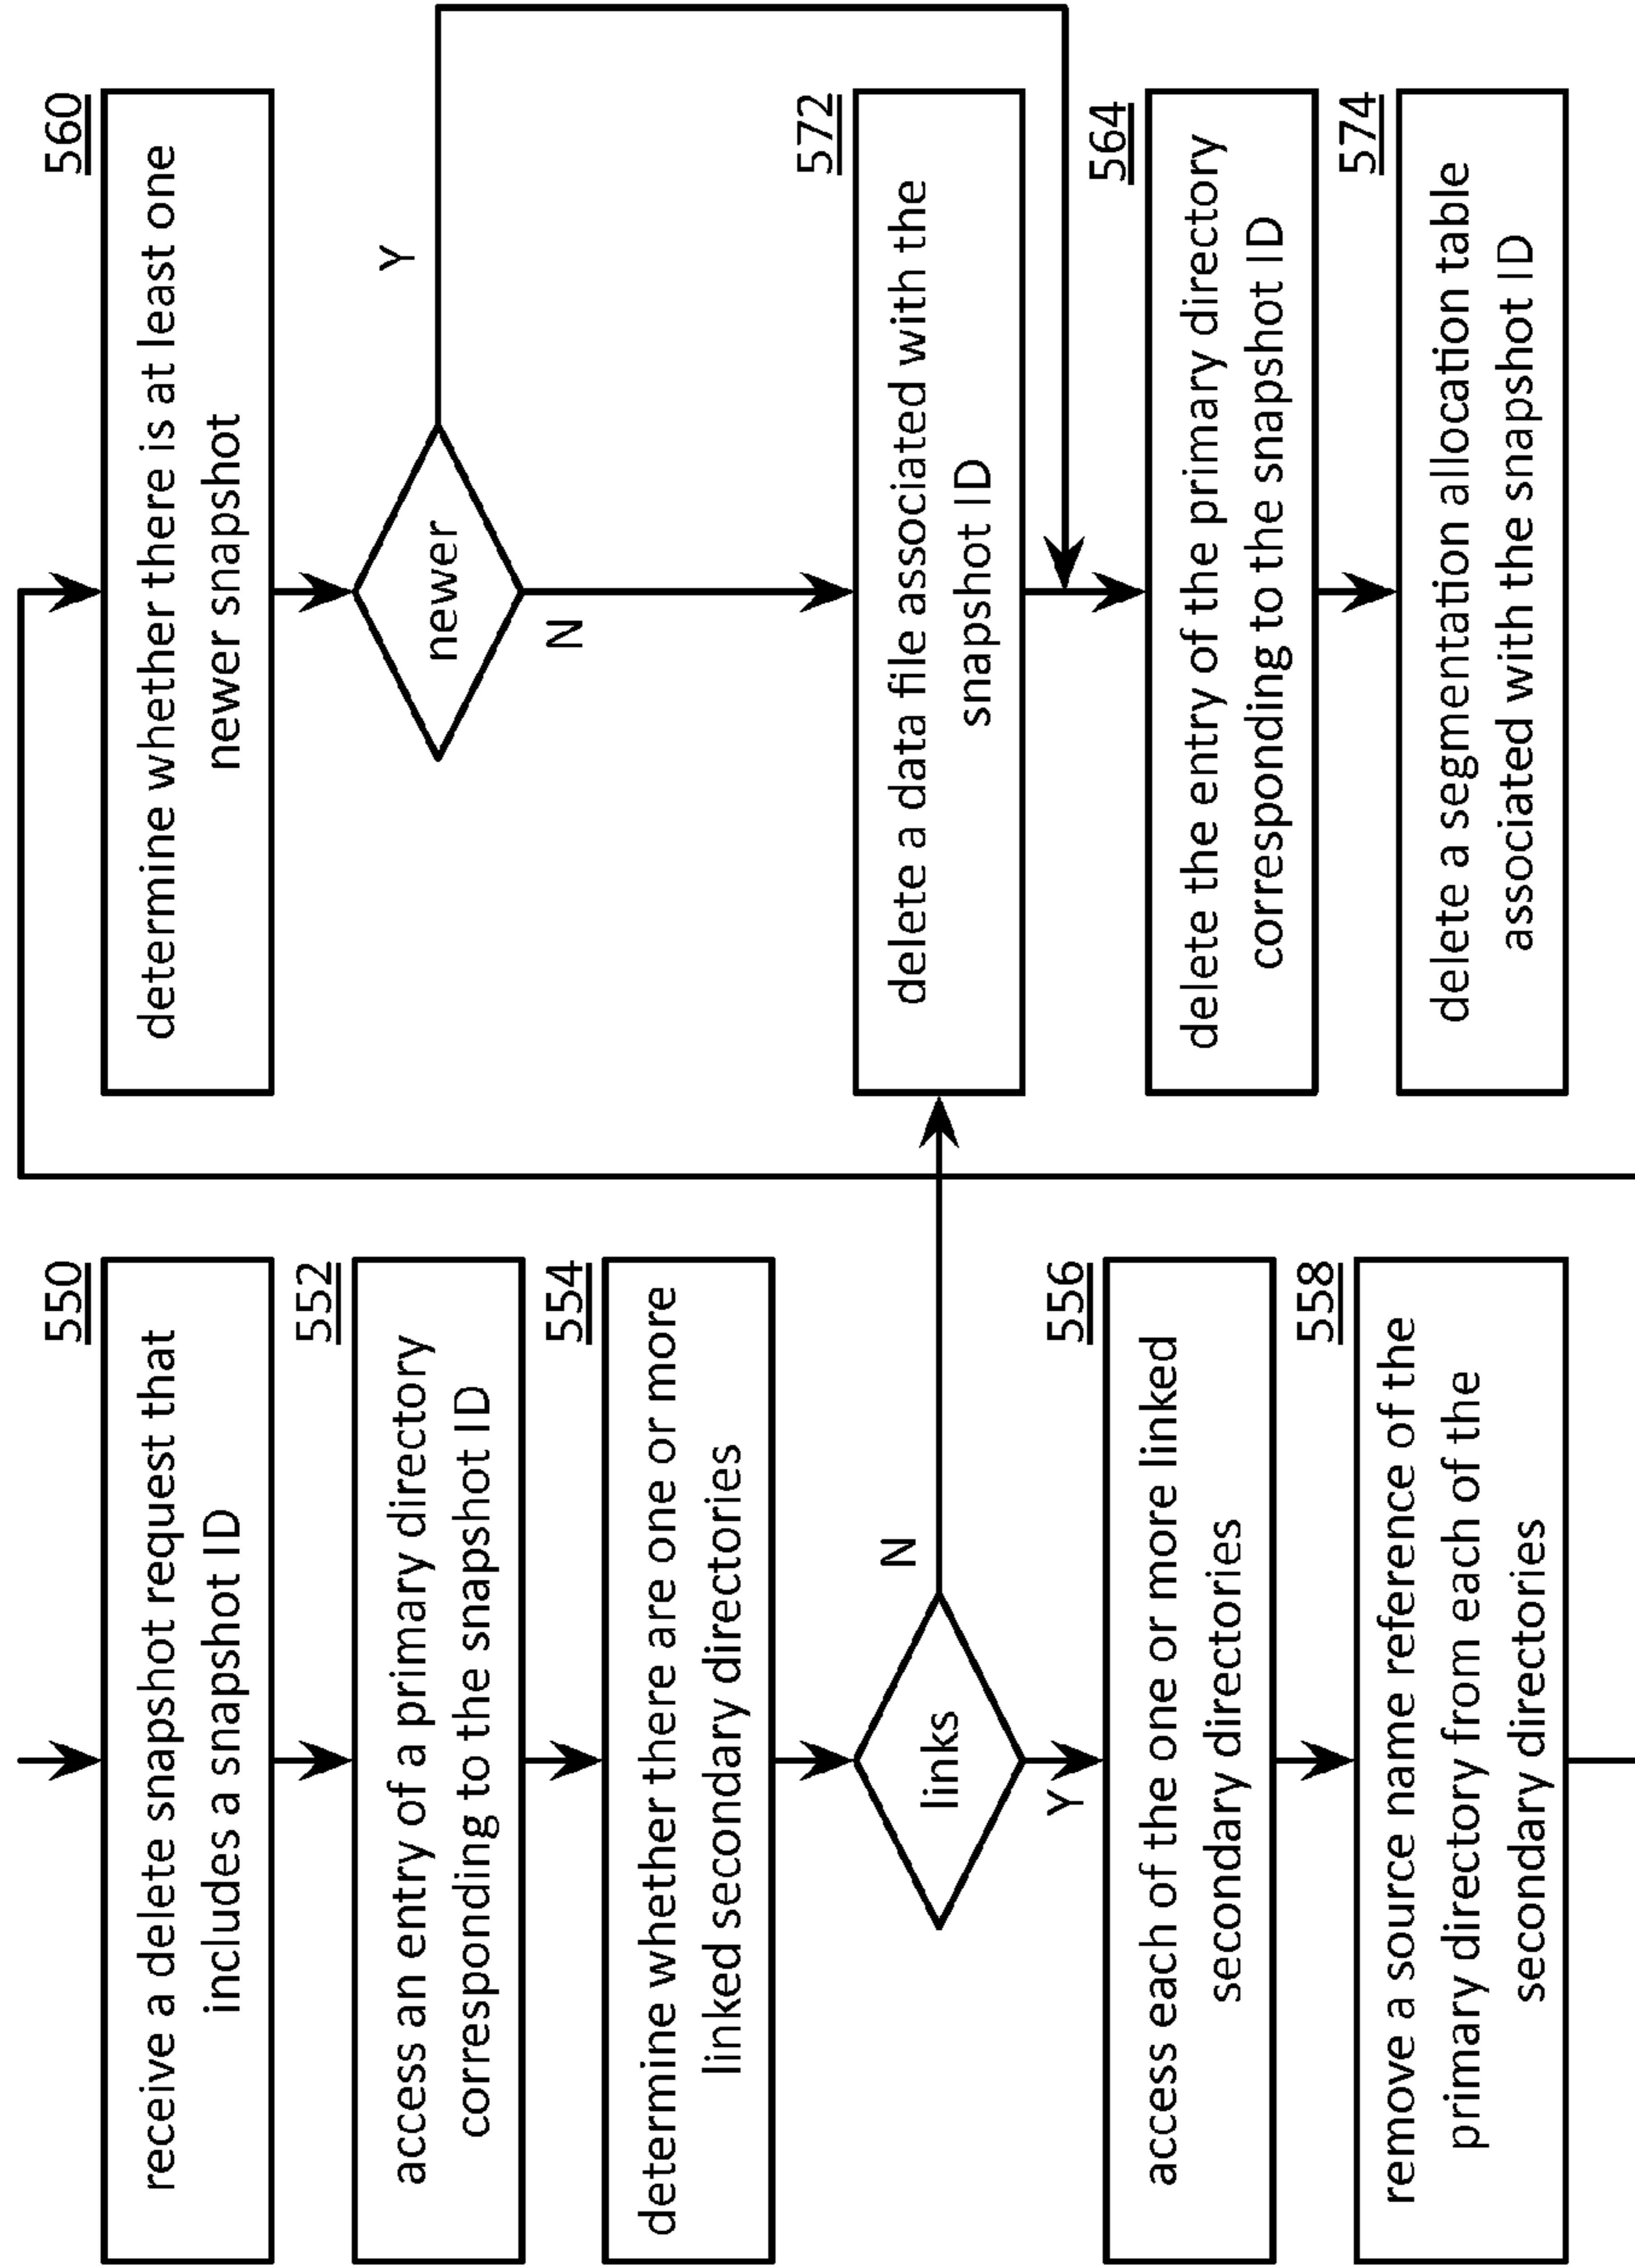 550
receive a delete snapshot request that
includes a snapshot ID
552
access an entry of a primary directory
corresponding to the snapshot ID
554
determine whether there are one or more
linked secondary directories
links
N
Y
556
access each of the one or more linked
secondary directories
558
remove a source name reference of the
primary directory from each of the
secondary directories
560
determine whether there is at least one
newer snapshot
newer
Y
N
572
delete a data file associated with the
snapshot ID
564
delete the entry of the primary directory
corresponding to the snapshot ID
574
delete a segmentation allocation table
associated with the snapshot ID